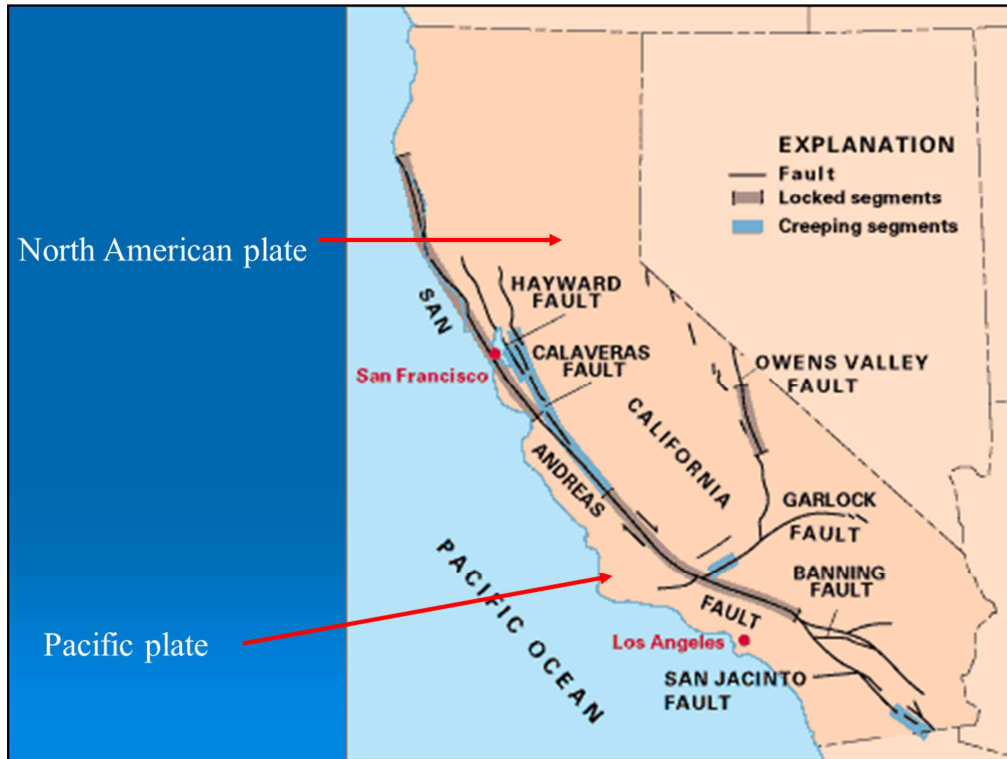 North American plate
Pacific plate
EXPLANATION
Fault
Locked segments
Creeping segments
SAN
HAYWARD
FAULT
San Francisco
CALAVERAS
FAULT
OWENS VALLEY
FAULT
CALIFORNIA
ANDREAS
GARLOCK
FAULT
BANNING
FAULT
FAULT
PACIFIC OCEAN
Los Angeles
SAN JACINTO
FAULT